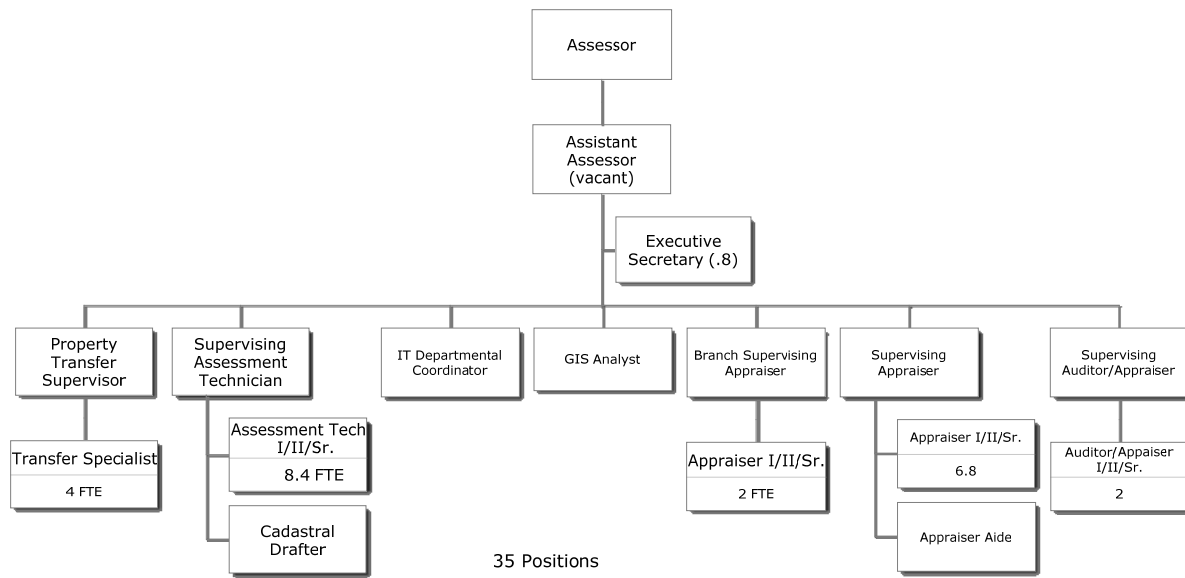 Assessor
Assistant
Assessor
(vacant)
Executive
Secretary (.8)
Property
Transfer
Supervisor
Supervising
Assessment
Technician
IT Departmental
Coordinator
GIS Analyst
Branch Supervising
Appraiser
Supervising
Appraiser
Supervising
Auditor/Appraiser
Transfer Specialist
4 FTE
Assessment Tech
I/II/Sr.
8.4 FTE
Cadastral
Drafter
Appraiser I/II/Sr.
2 FTE
Appraiser I/II/Sr.
6.8
Appraiser Aide
Auditor/Appaiser
I/II/Sr.
2
35 Positions